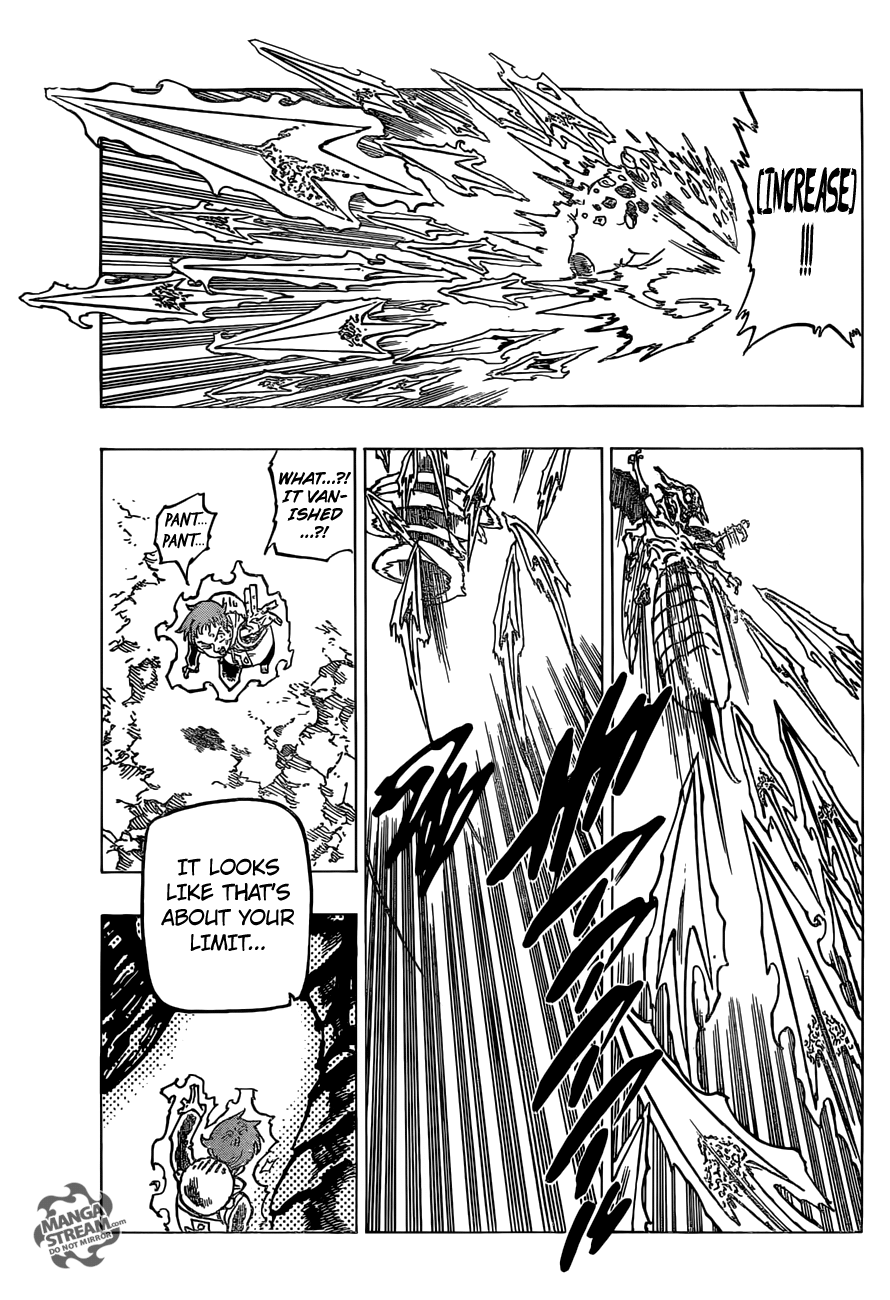 [INCREASE]
!!!
WHAT...?!
IT VAN-
ISHED
...?!
PANT...
PANT...
IT LOOKS
LIKE THAT'S
ABOUT YOUR
LIMIT...
MANGA
STREAM.com
DO NOT MIRROR